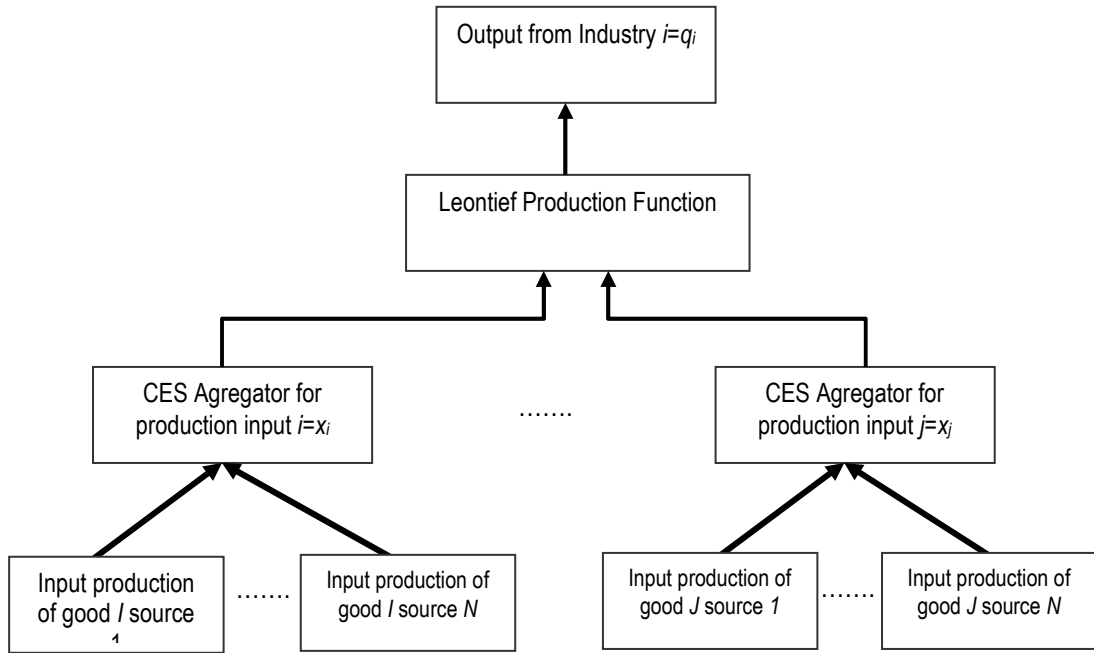 Output from Industry i=qi
Leontief Production Function
CES Agregator for
production input i=xi
.......
CES Agregator for
production input j=xj
Input production
of good I source
1
.......
Input production of
good I source N
Input production of
good J source 1
.......
Input production of
good J source N